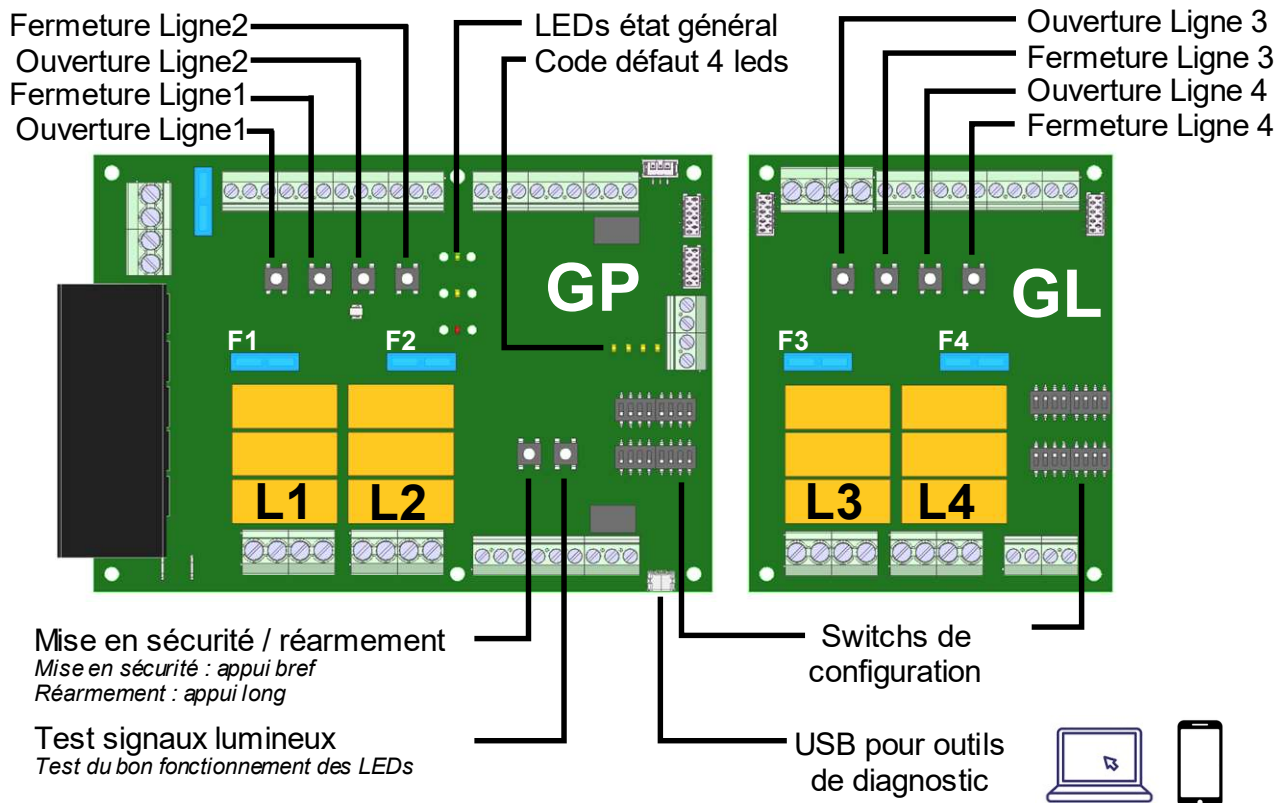 Fermeture Ligne2
Ouverture Ligne2
Fermeture Ligne1
Ouverture Ligne1
LEDs état général
Code défaut 4 leds
Ouverture Ligne 3
Fermeture Ligne 3
Ouverture Ligne 4
Fermeture Ligne 4
GP
GL
F1
F2
F3
F4
L1
L2
L3
L4
Mise en sécurité / réarmement
Mise en sécurité : appui bref
Réarmement : appui long
Test signaux lumineux
Test du bon fonctionnement des LEDs
Switchs de
configuration
USB pour outils
de diagnostic